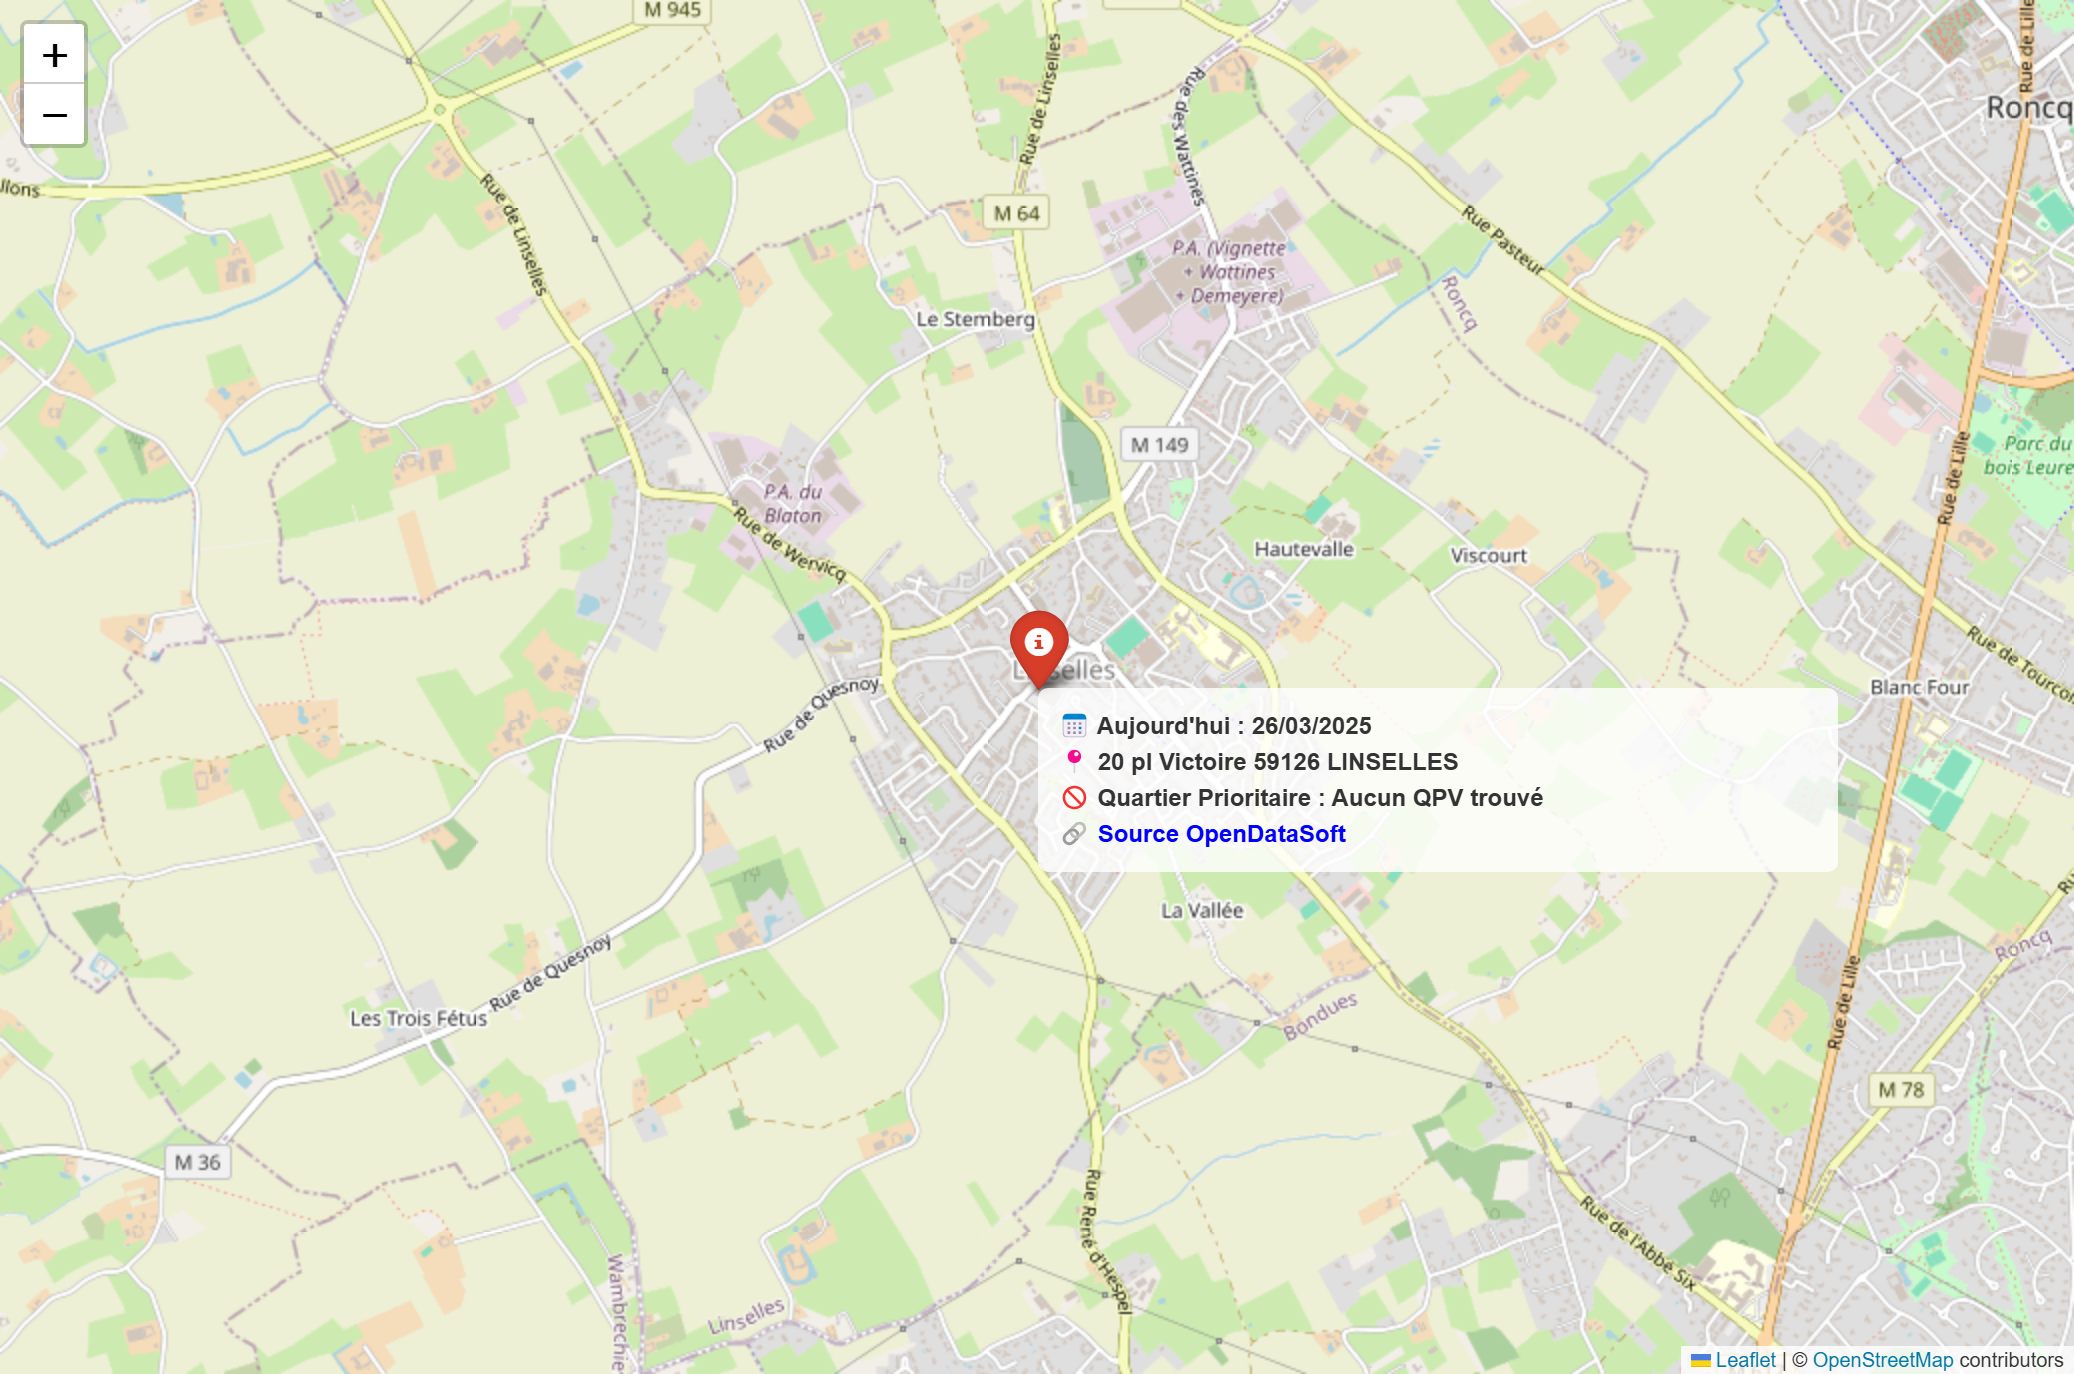 +
−
M 945
llons
Rue de Linselles
Rue de Linselles
M 64
Rue des Wattines
P.A. (Vignette
+ Wattines
+ Demeyere)
Le Stemberg
Roncq
Rue Pasteur
Rue de Lille
Roncq
Parc du
bois Leure
Rue de Lille
M 149
P.A. du
Blaton
Rue de Wervicq
Hautevalle
Viscourt
Rue de Quesnoy
Blanc Four
Rue de Tourcoi
Aujourd'hui : 26/03/2025
20 pl Victoire 59126 LINSELLES
Quartier Prioritaire : Aucun QPV trouvé
Source OpenDataSoft
La Vallée
Les Trois Fétus
Rue de Quesnoy
Bondues
Roncq
Ru
Rue de Lille
M 78
M 36
Rue René d'Hespel
Rue de l'Abbé Six
Wambrechie
Linselles
Leaflet | © OpenStreetMap contributors